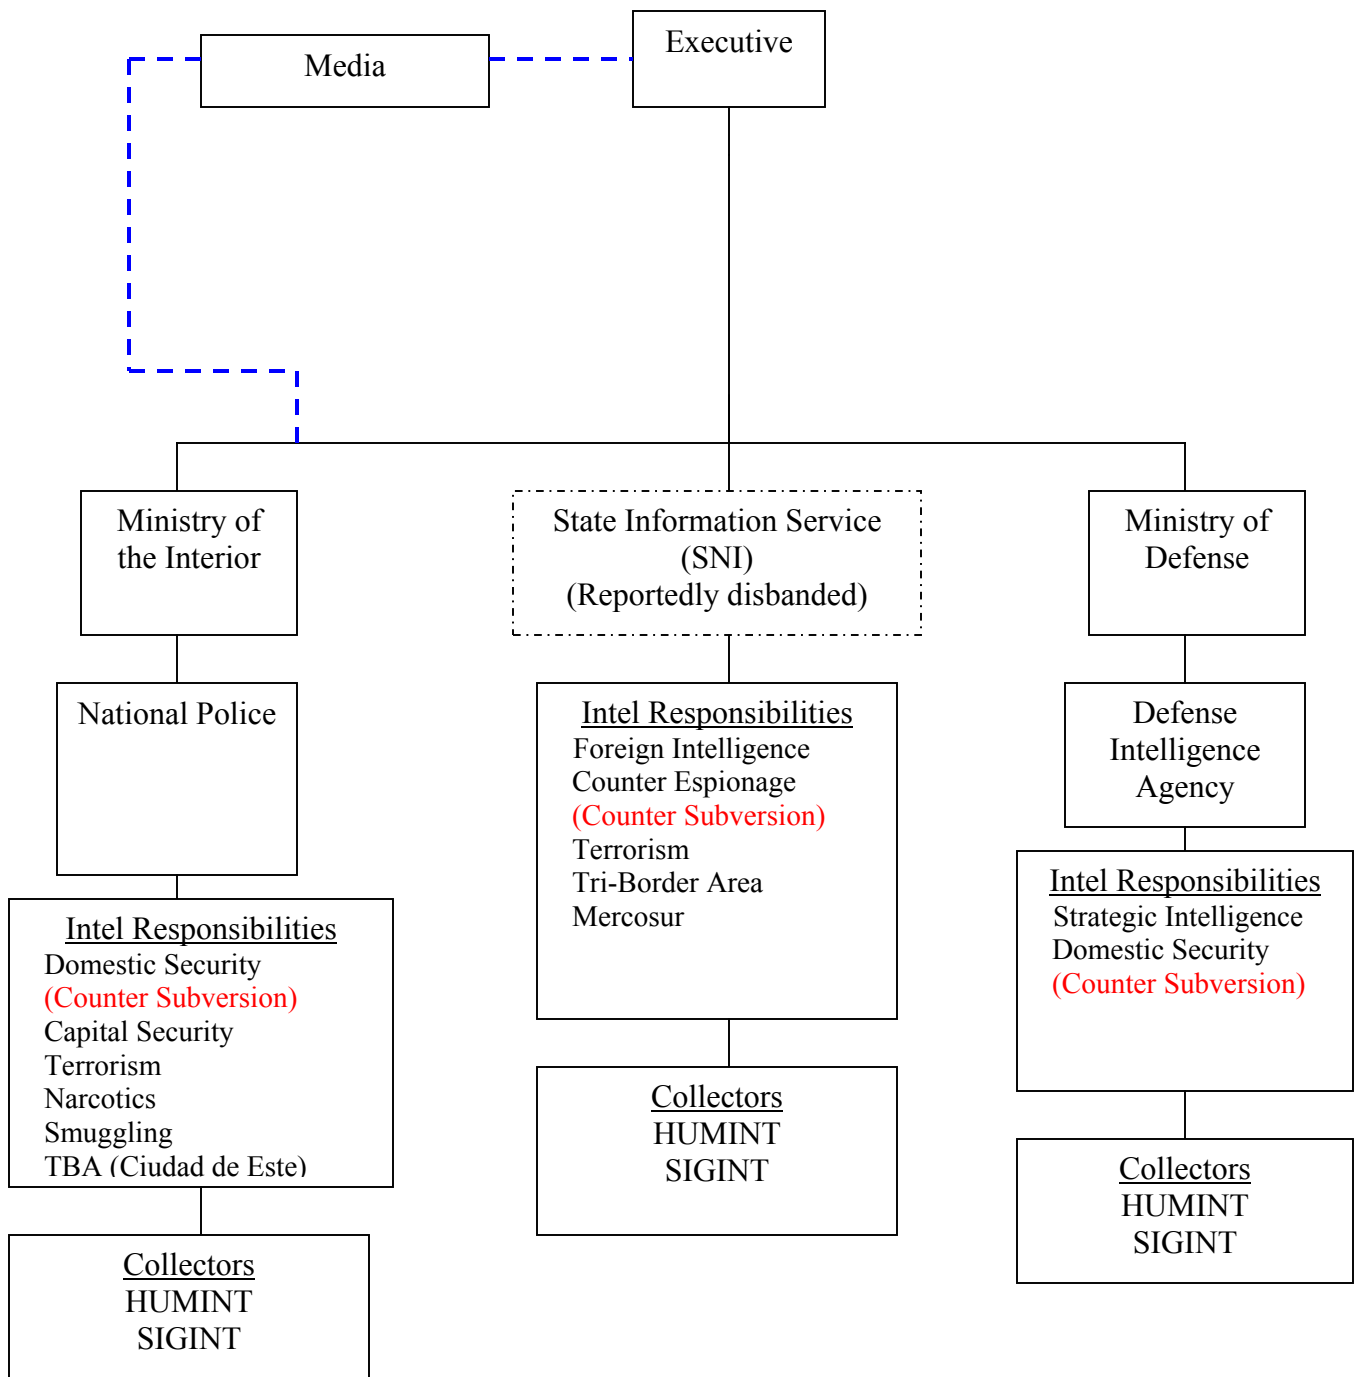 Media
Executive
Ministry of
the Interior
State Information Service
(SNI)
(Reportedly disbanded)
Ministry of
Defense
National Police
Intel Responsibilities
Foreign Intelligence
Counter Espionage
(Counter Subversion)
Terrorism
Tri-Border Area
Mercosur
Defense
Intelligence
Agency
Intel Responsibilities
Domestic Security
(Counter Subversion)
Capital Security
Terrorism
Narcotics
Smuggling
TBA (Ciudad de Este)
Intel Responsibilities
Strategic Intelligence
Domestic Security
(Counter Subversion)
Collectors
HUMINT
SIGINT
Collectors
HUMINT
SIGINT
Collectors
HUMINT
SIGINT